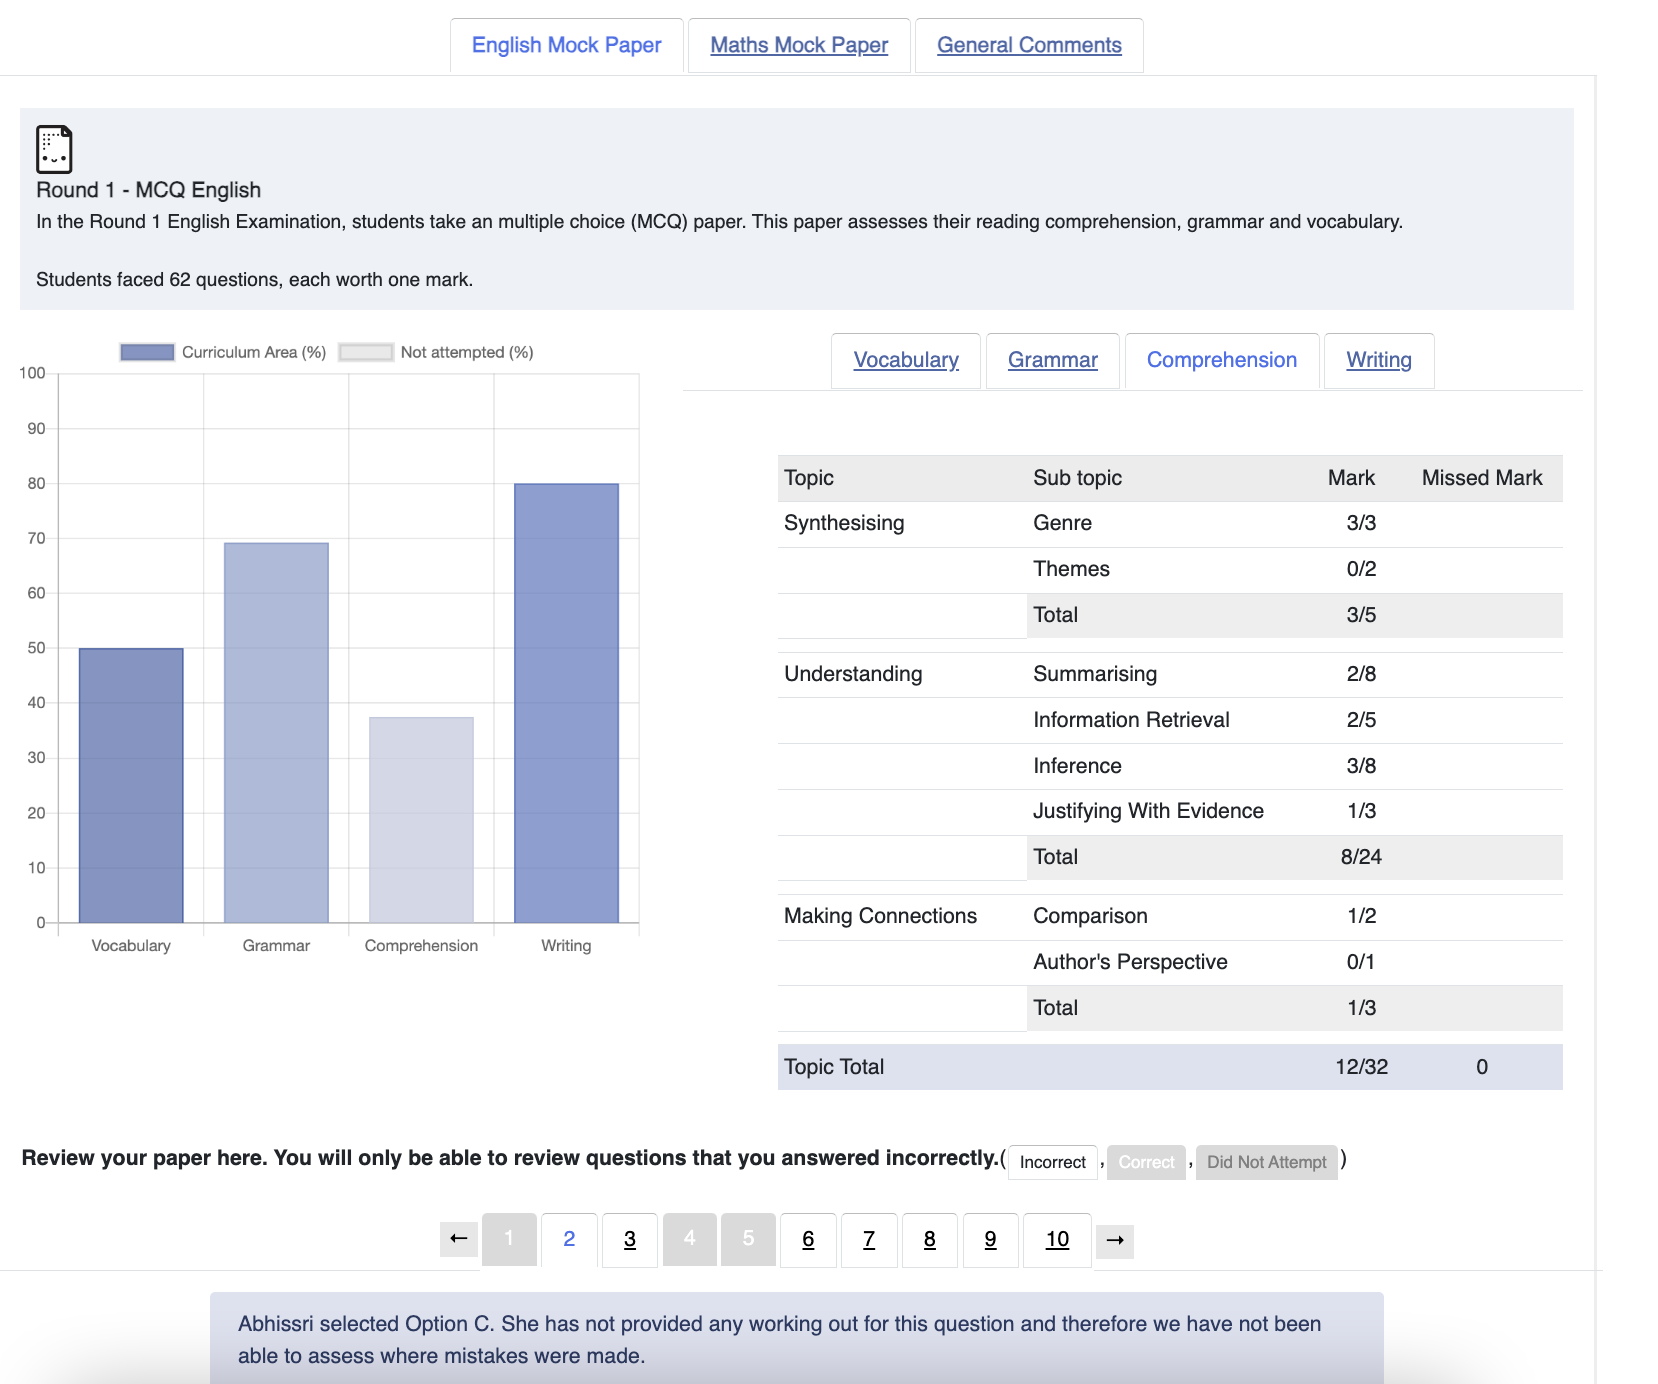 English Mock Paper
Maths Mock Paper
General Comments
Round 1 - MCQ English
In the Round 1 English Examination, students take an multiple choice (MCQ) paper. This paper assesses their reading comprehension, grammar and vocabulary.
Students faced 62 questions, each worth one mark.
Curriculum Area (%) Not attempted (%)
100
90
80
70
60
50
40
30
20
10
0
Vocabulary Grammar Comprehension Writing
Vocabulary Grammar Comprehension Writing
Topic Sub topic Mark Missed Mark
Synthesising Genre 3/3
Themes 0/2
Total 3/5
Understanding Summarising 2/8
Information Retrieval 2/5
Inference 3/8
Justifying With Evidence 1/3
Total 8/24
Making Connections Comparison 1/2
Author's Perspective 0/1
Total 1/3
Topic Total 12/32 0
Review your paper here. You will only be able to review questions that you answered incorrectly.( Incorrect , Correct , Did Not Attempt )
← 1 2 3 4 5 6 7 8 9 10 →
Abhissri selected Option C. She has not provided any working out for this question and therefore we have not been
able to assess where mistakes were made.